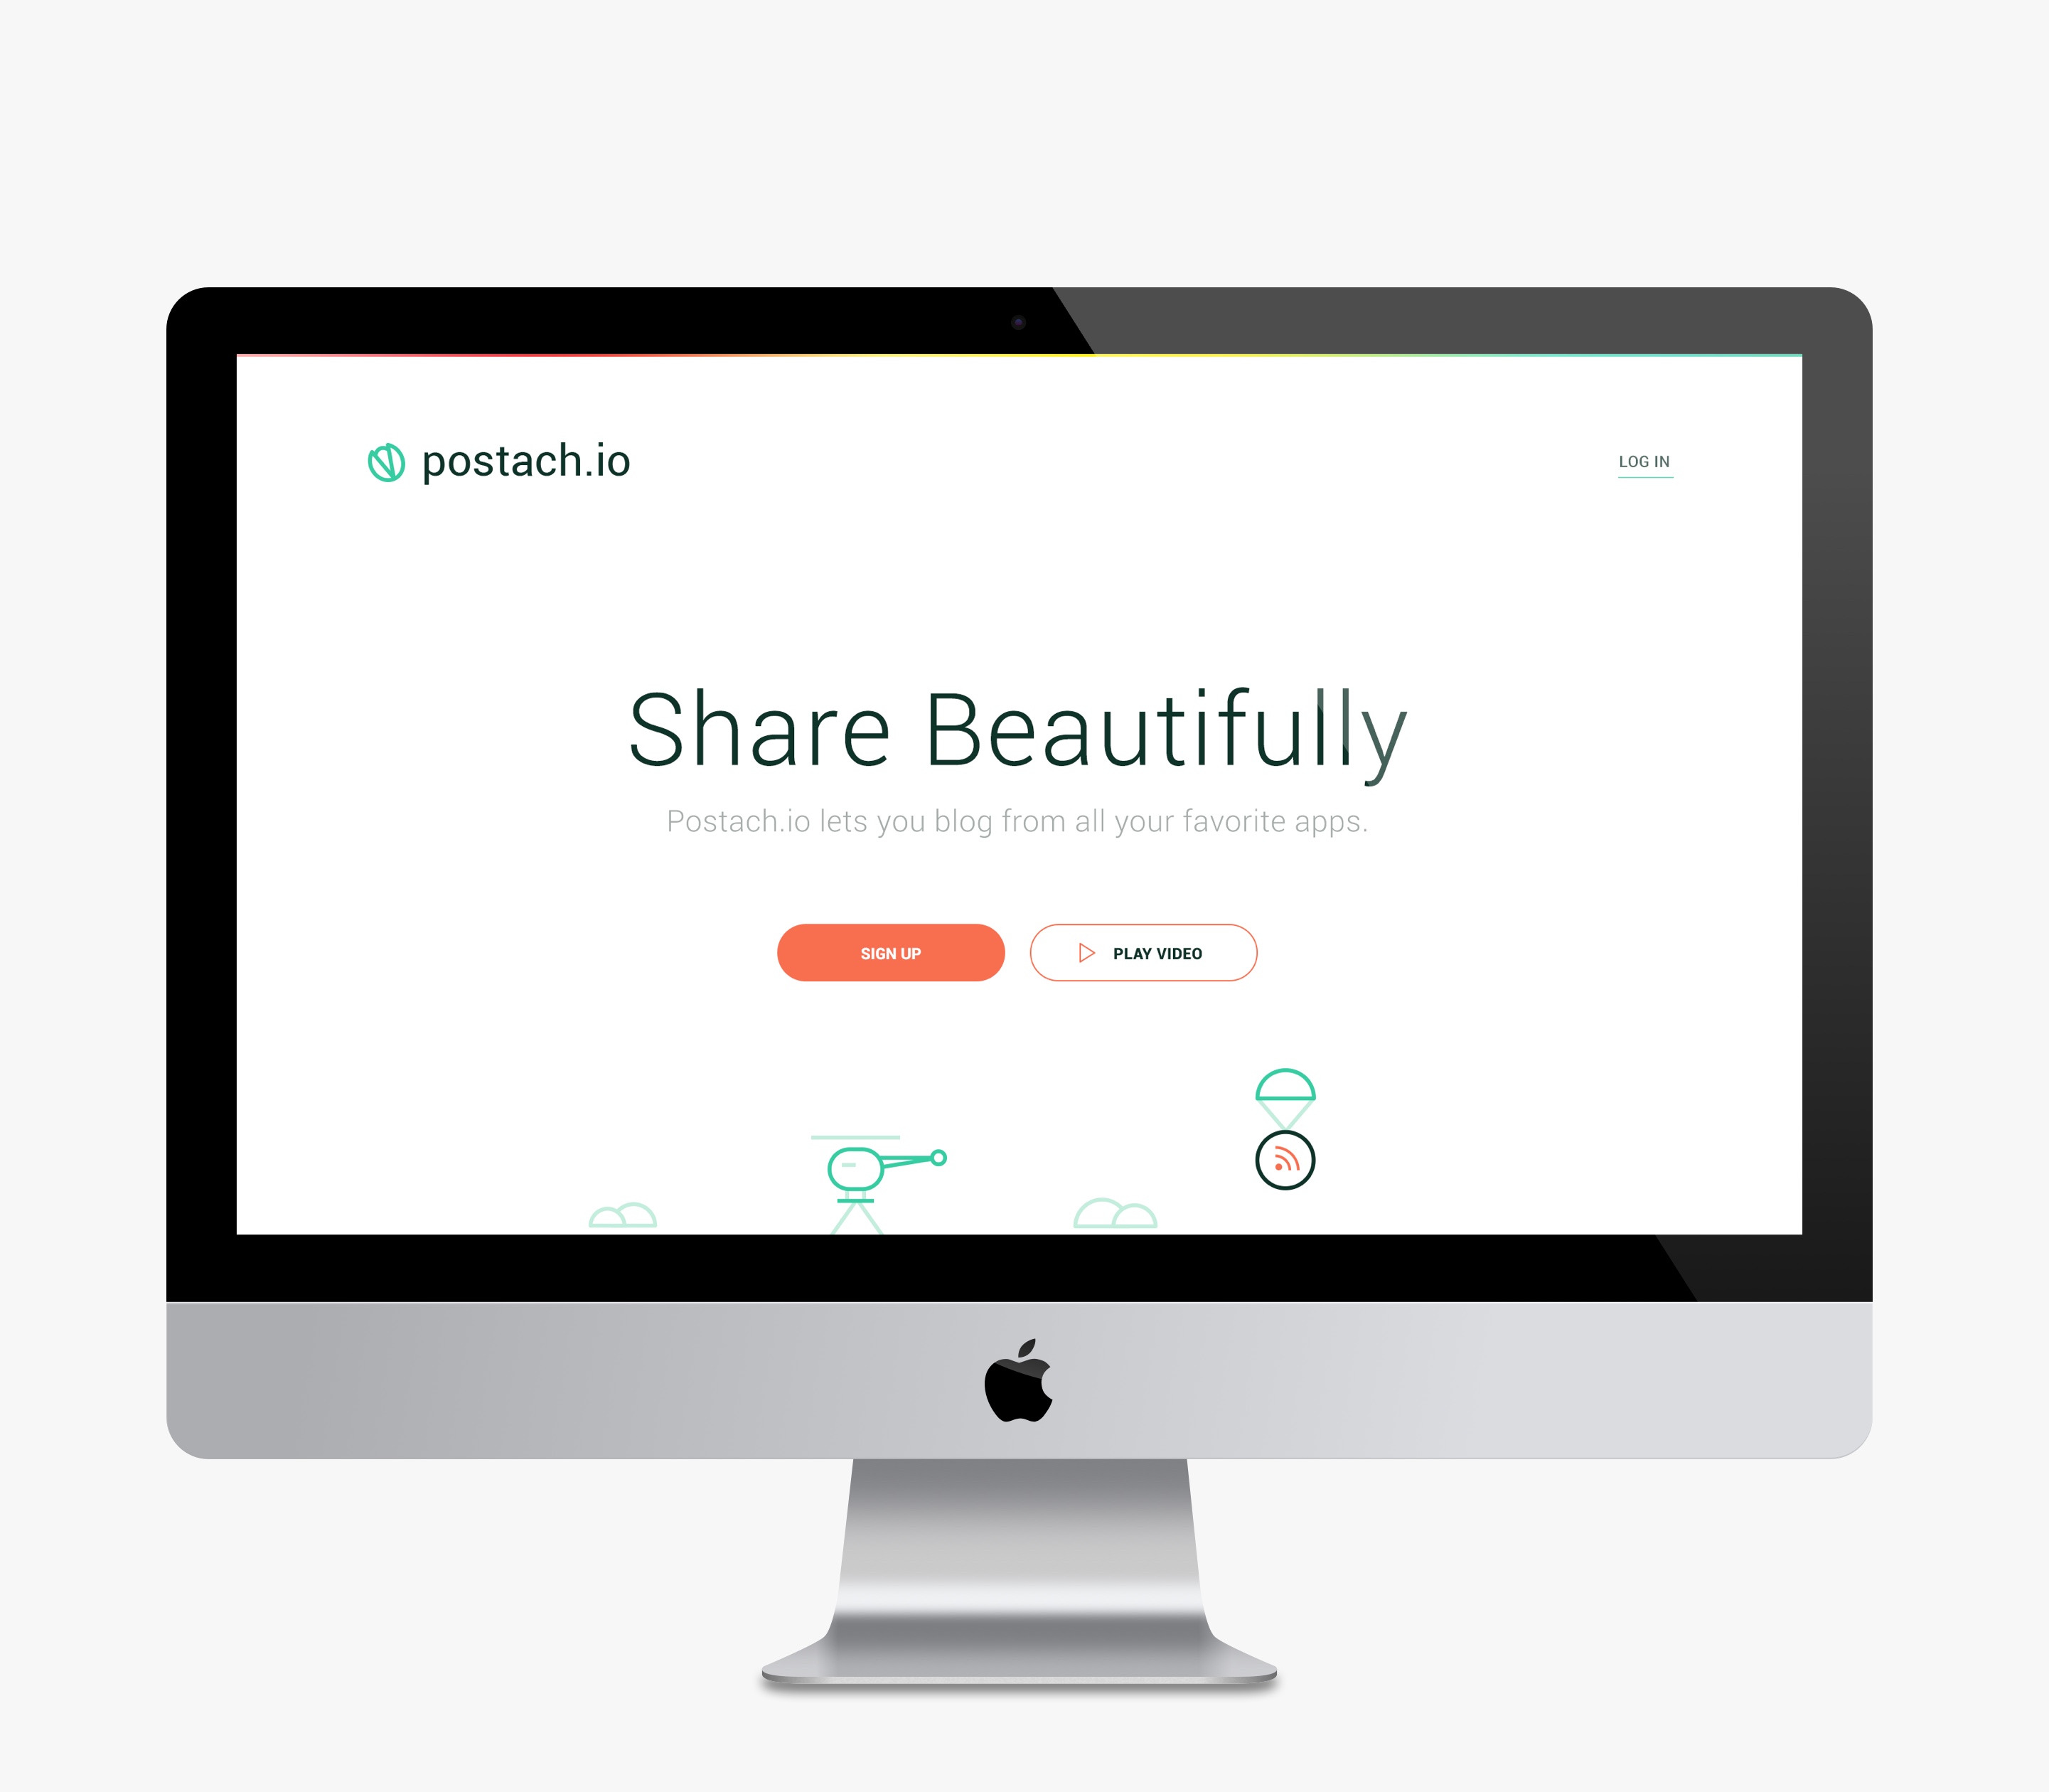 postach.io
LOG IN
Share Beautifully
Postach.io lets you blog from all your favorite apps.
SIGN UP
PLAY VIDEO